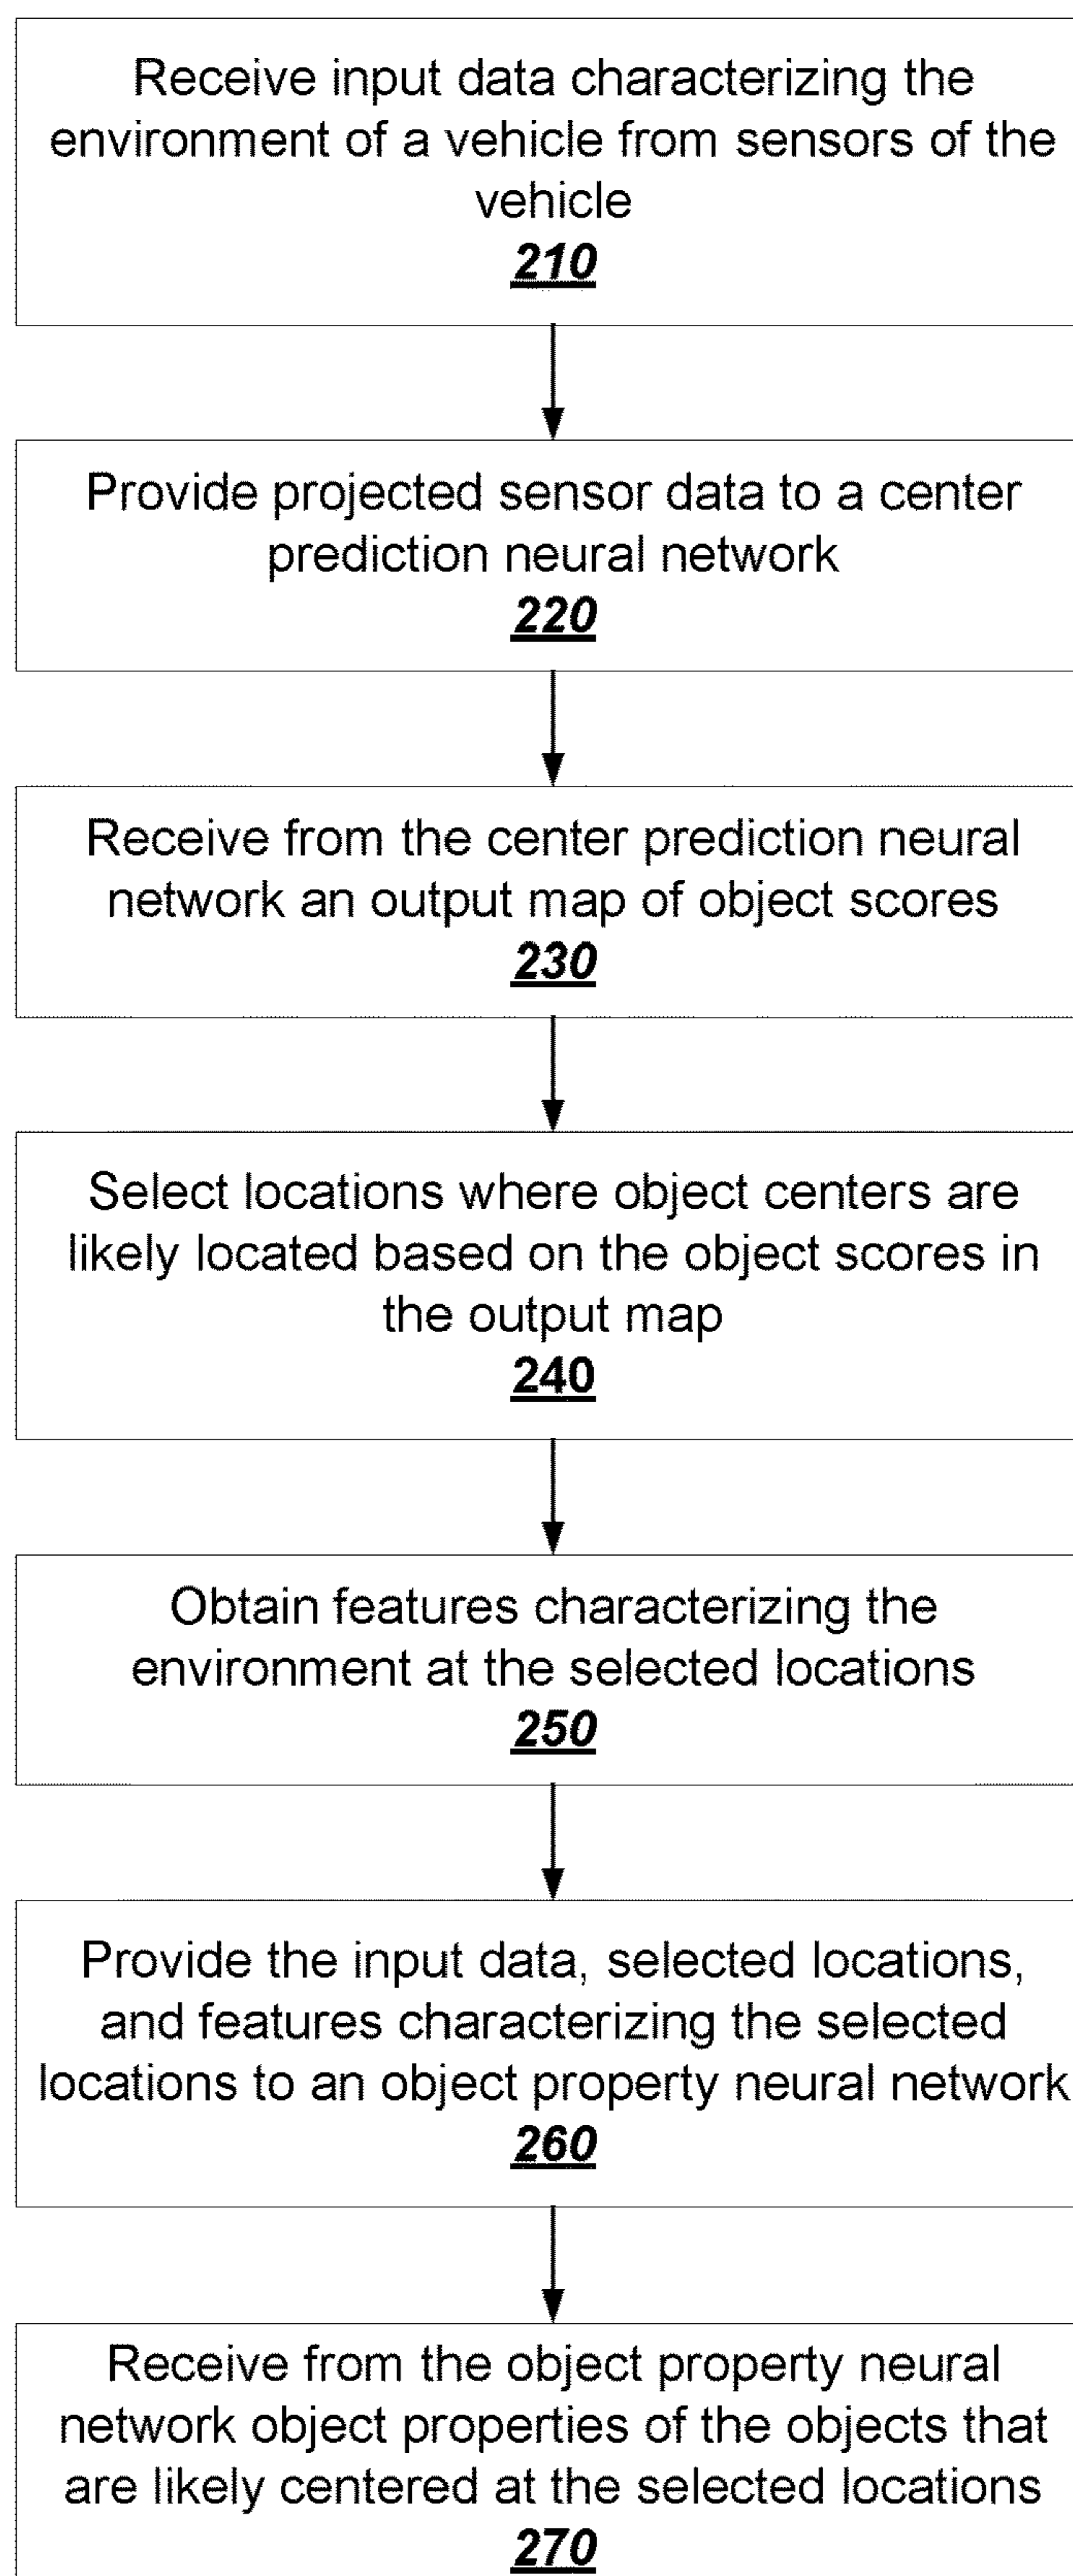 Receive input data characterizing the
environment of a vehicle from sensors of the
vehicle
210
Provide projected sensor data to a center
prediction neural network
220
Receive from the center prediction neural
network an output map of object scores
230
Select locations where object centers are
likely located based on the object scores in
the output map
240
Obtain features characterizing the
environment at the selected locations
250
Provide the input data, selected locations,
and features characterizing the selected
locations to an object property neural network
260
Receive from the object property neural
network object properties of the objects that
are likely centered at the selected locations
270